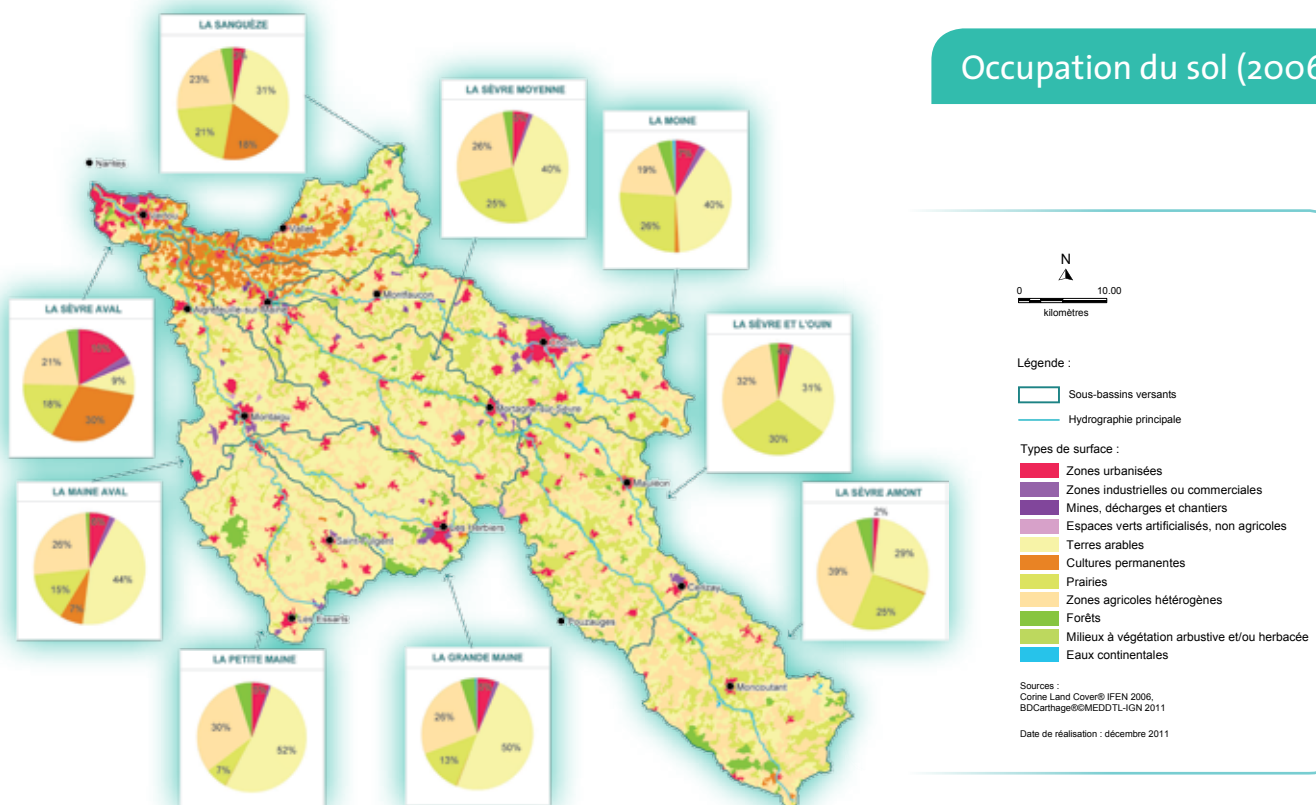 Occupation du sol (2006
LA SANGUÈZE
31%
18%
21%
23%
LA SÈVRE MOYENNE
40%
25%
26%
LA MOINE
40%
26%
19%
LA SÈVRE AVAL
9%
30%
18%
21%
LA SÈVRE ET L'OUIN
31%
30%
32%
LA MAINE AVAL
44%
7%
15%
26%
LA SÈVRE AMONT
2%
29%
25%
39%
LA PETITE MAINE
52%
7%
30%
LA GRANDE MAINE
50%
13%
26%
Nantes
Vallet
Montfaucon
Aigrefeuille-sur-Maine
Cholet
Mortagne-sur-Sèvre
Montaigu
Mauléon
Les Herbiers
Saint-Fulgent
Cerizay
Les Essarts
Pouzauges
Moncoutant
N
0 10.00
kilomètres
Légende :
Sous-bassins versants
Hydrographie principale
Types de surface :
Zones urbanisées
Zones industrielles ou commerciales
Mines, décharges et chantiers
Espaces verts artificialisés, non agricoles
Terres arables
Cultures permanentes
Prairies
Zones agricoles hétérogènes
Forêts
Milieux à végétation arbustive et/ou herbacée
Eaux continentales
Sources :
Corine Land Cover® IFEN 2006,
BDCarthage®©MEDDTL-IGN 2011
Date de réalisation : décembre 2011